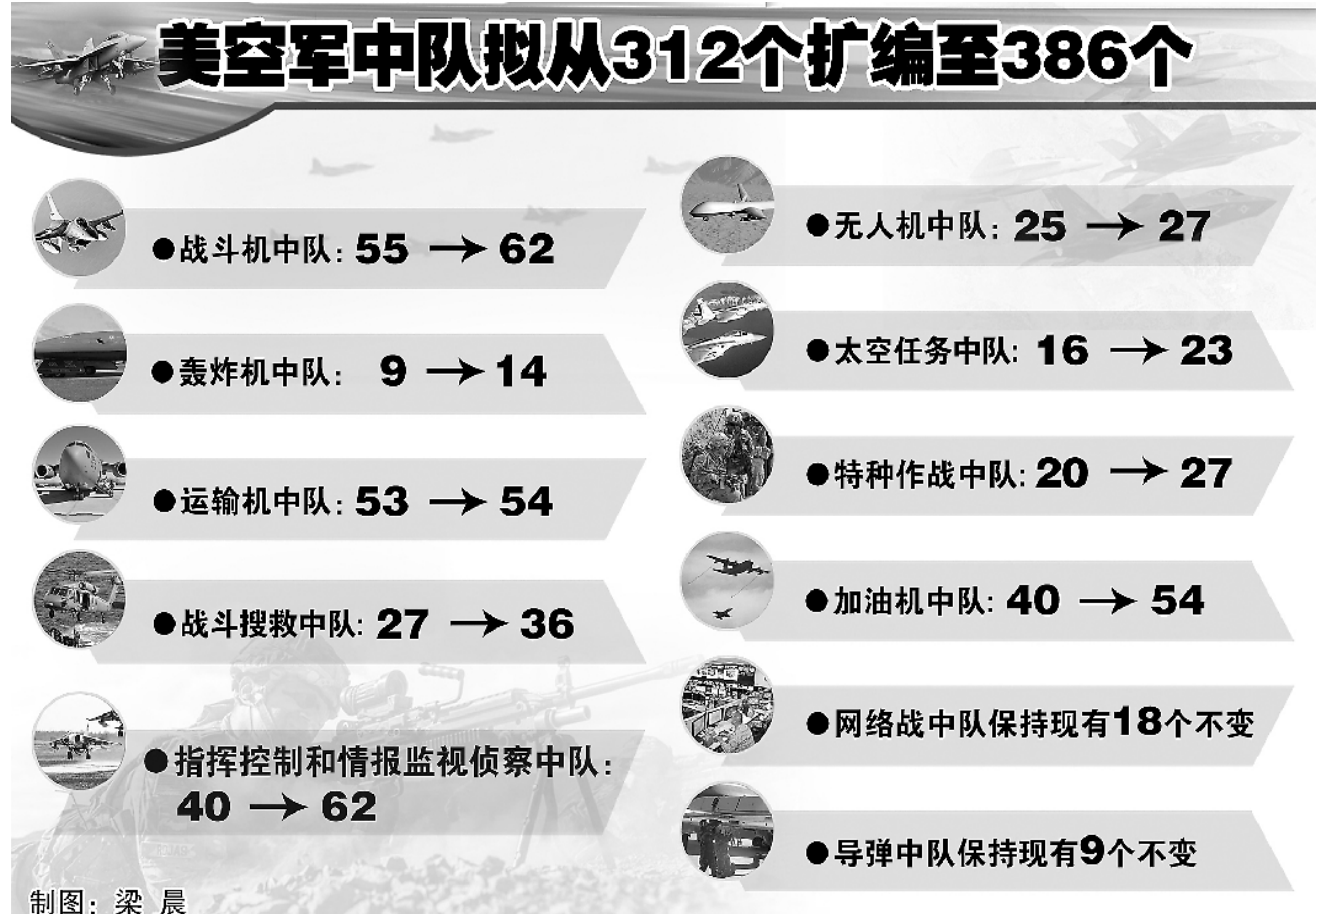 美空军中队拟从312个扩编至386个
●战斗机中队：55→62
●轰炸机中队：9→14
●运输机中队：53→54
●战斗搜救中队：27→36
●指挥控制和情报监视侦察中队：
40→62
●无人机中队：25→27
●太空任务中队：16→23
●特种作战中队：20→27
●加油机中队：40→54
●网络战中队保持现有18个不变
●导弹中队保持现有9个不变
制图：梁 晨